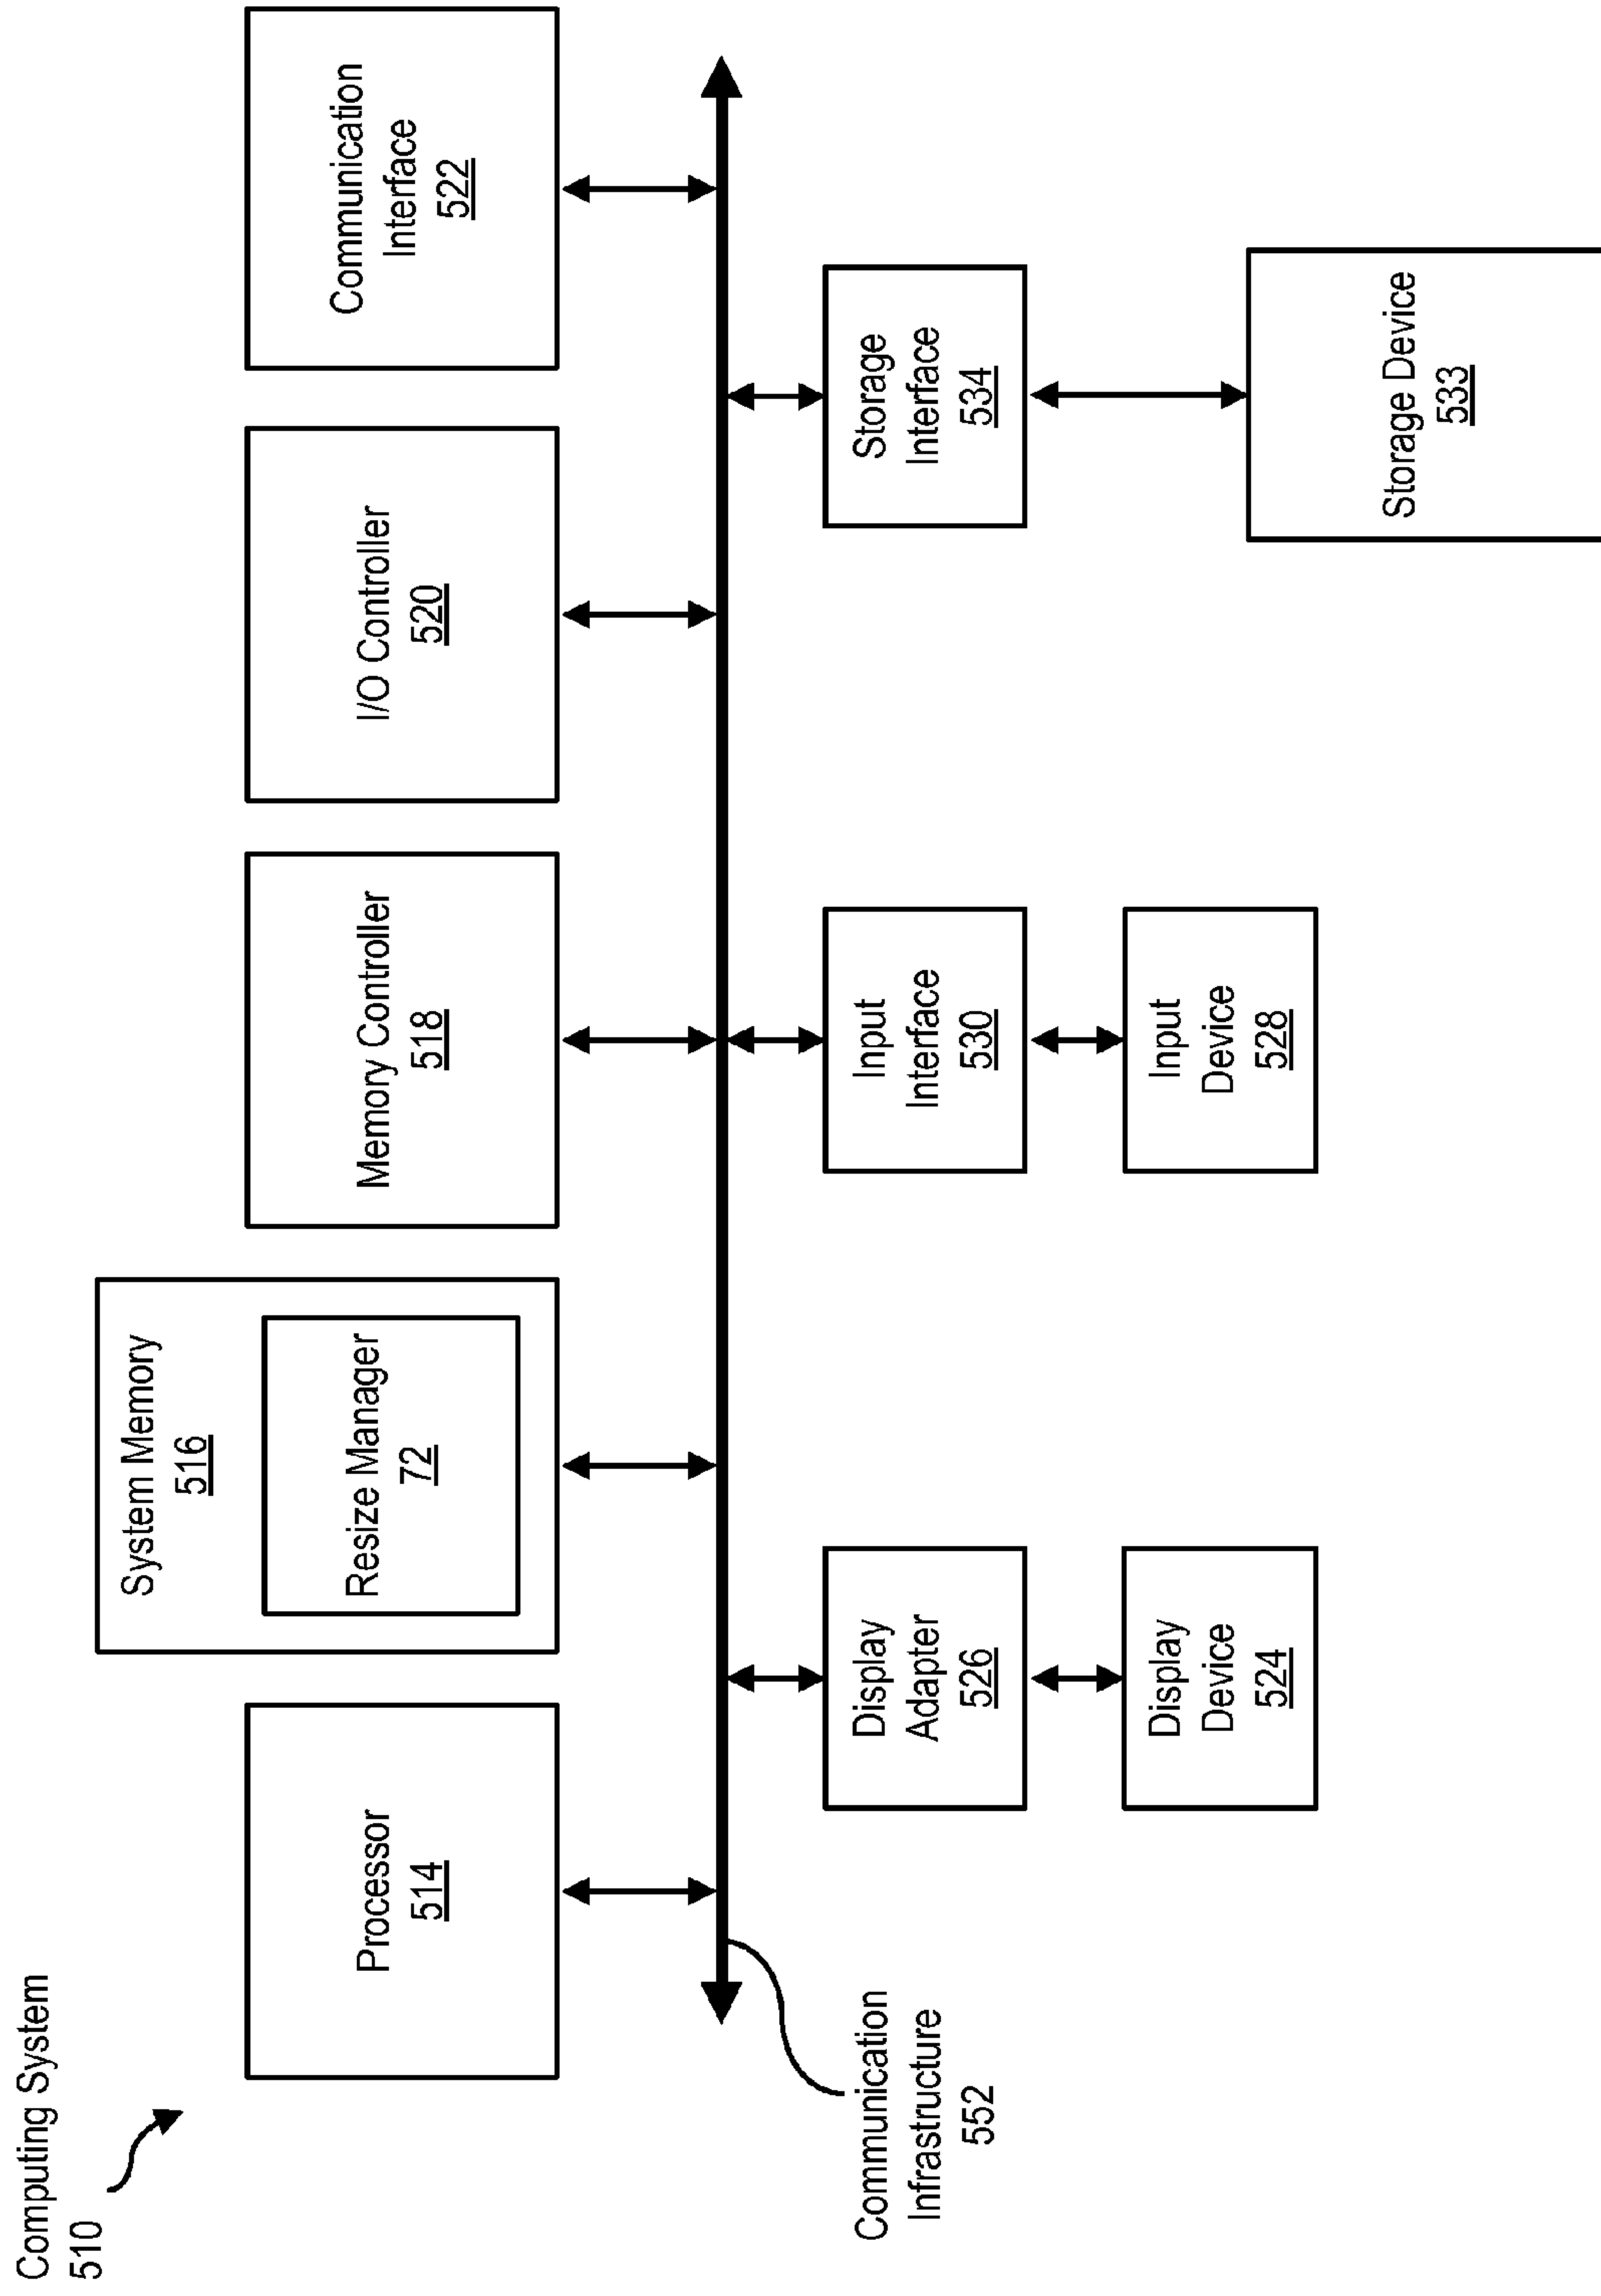 Computing System
510
Processor
514
System Memory
516
Resize Manager
72
Memory Controller
518
I/O Controller
520
Communication
Interface
522
Communication
Infrastructure
552
Display
Adapter
526
Input
Interface
530
Storage
Interface
534
Display
Device
524
Input
Device
528
Storage Device
533